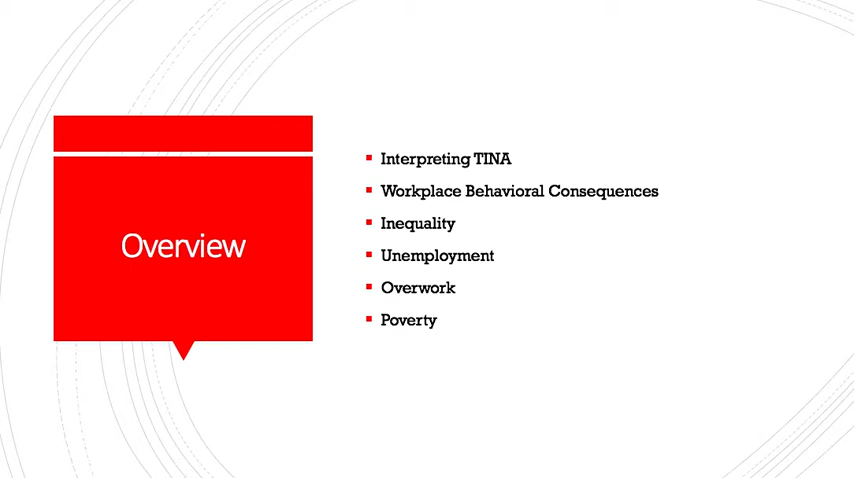 Overview
Interpreting TINA
Workplace Behavioral Consequences
Inequality
Unemployment
Overwork
Poverty